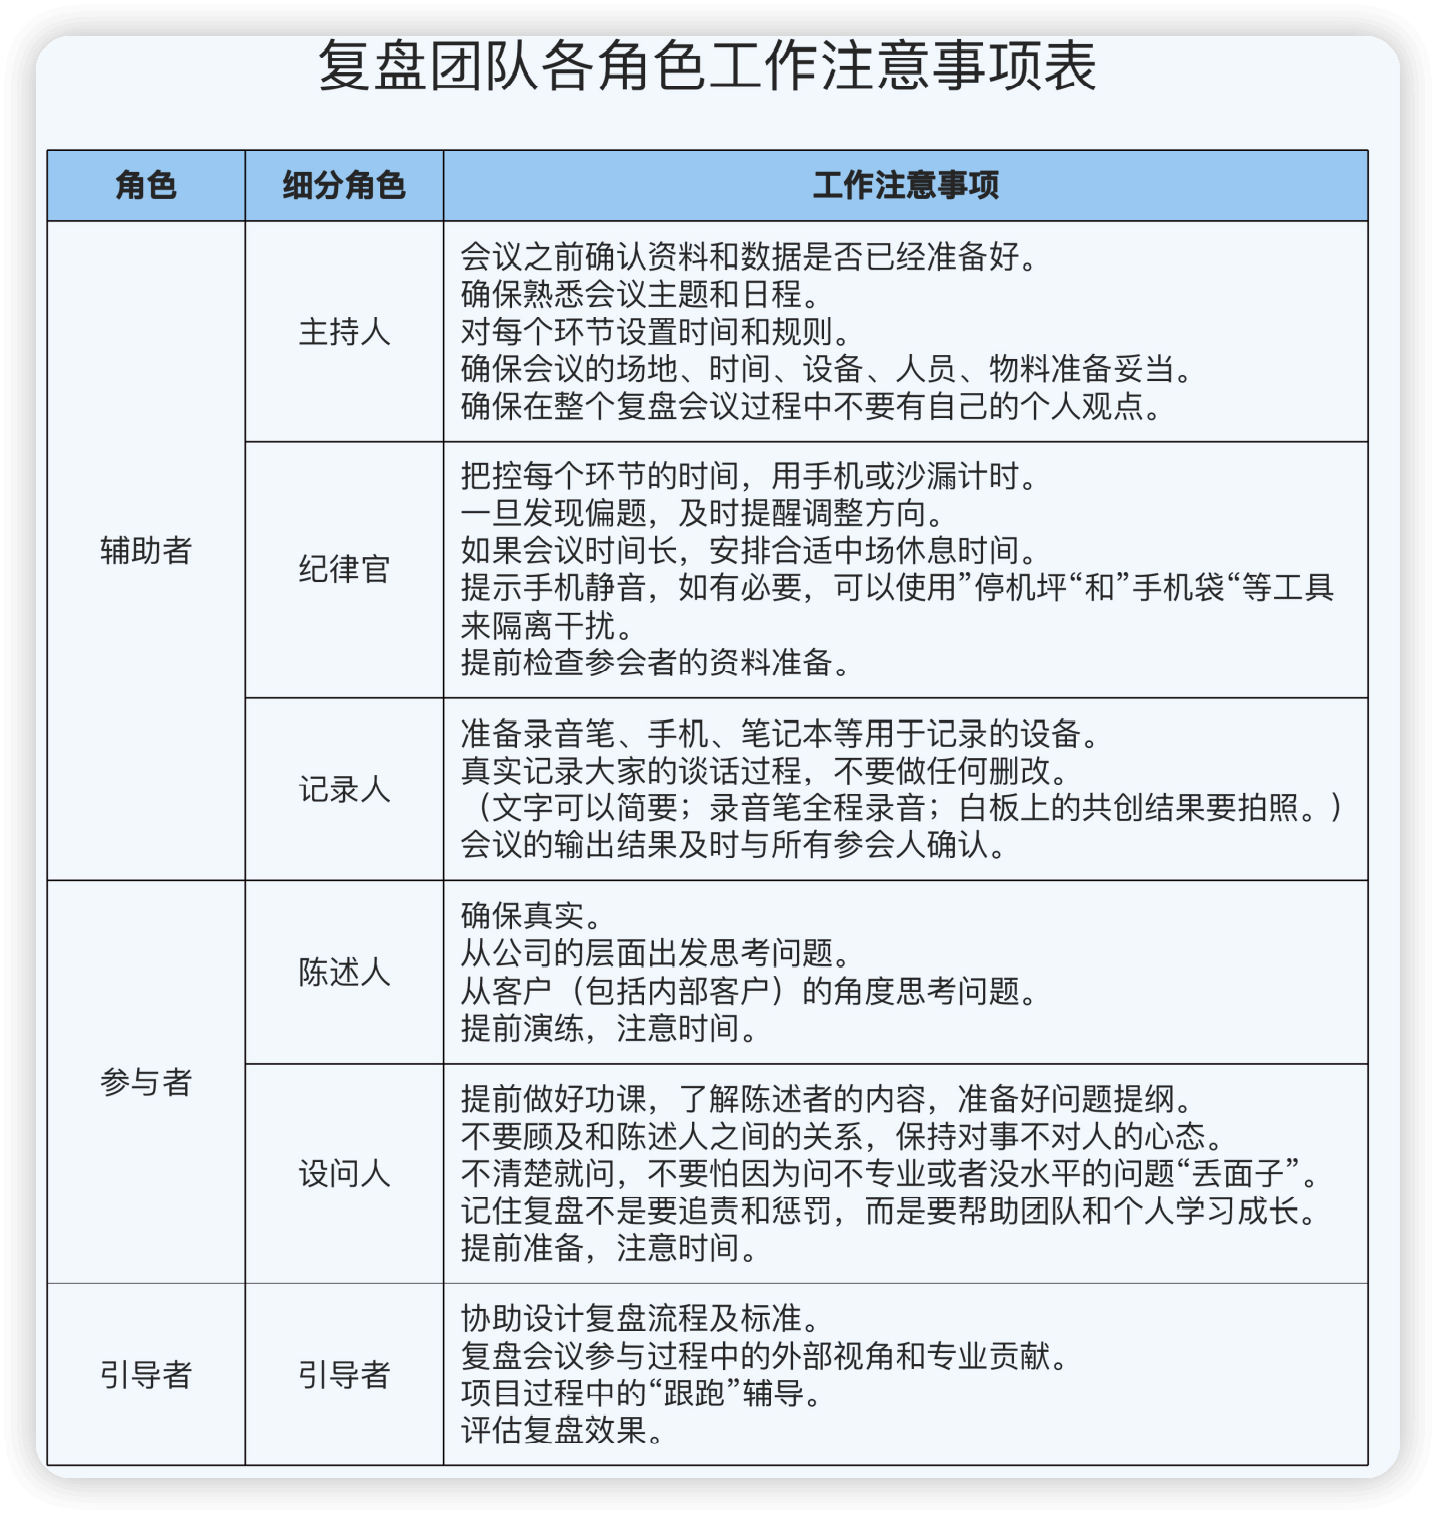 复盘团队各角色工作注意事项表
角色 细分角色 工作注意事项
辅助者
主持人
会议之前确认资料和数据是否已经准备好。
确保熟悉会议主题和日程。
对每个环节设置时间和规则。
确保会议的场地、时间、设备、人员、物料准备妥当。
确保在整个复盘会议过程中不要有自己的个人观点。
纪律官
把控每个环节的时间，用手机或沙漏计时。
一旦发现偏题，及时提醒调整方向。
如果会议时间长，安排合适中场休息时间。
提示手机静音，如有必要，可以使用”停机坪“和”手机袋“等工具
来隔离干扰。
提前检查参会者的资料准备。
记录人
准备录音笔、手机、笔记本等用于记录的设备。
真实记录大家的谈话过程，不要做任何删改。
（文字可以简要；录音笔全程录音；白板上的共创结果要拍照。）
会议的输出结果及时与所有参会人确认。
参与者
陈述人
确保真实。
从公司的层面出发思考问题。
从客户（包括内部客户）的角度思考问题。
提前演练，注意时间。
设问人
提前做好功课，了解陈述者的内容，准备好问题提纲。
不要顾及和陈述人之间的关系，保持对事不对人的心态。
不清楚就问，不要怕因为问不专业或者没水平的问题“丢面子”。
记住复盘不是要追责和惩罚，而是要帮助团队和个人学习成长。
提前准备，注意时间。
引导者
引导者
协助设计复盘流程及标准。
复盘会议参与过程中的外部视角和专业贡献。
项目过程中的“跟跑”辅导。
评估复盘效果。